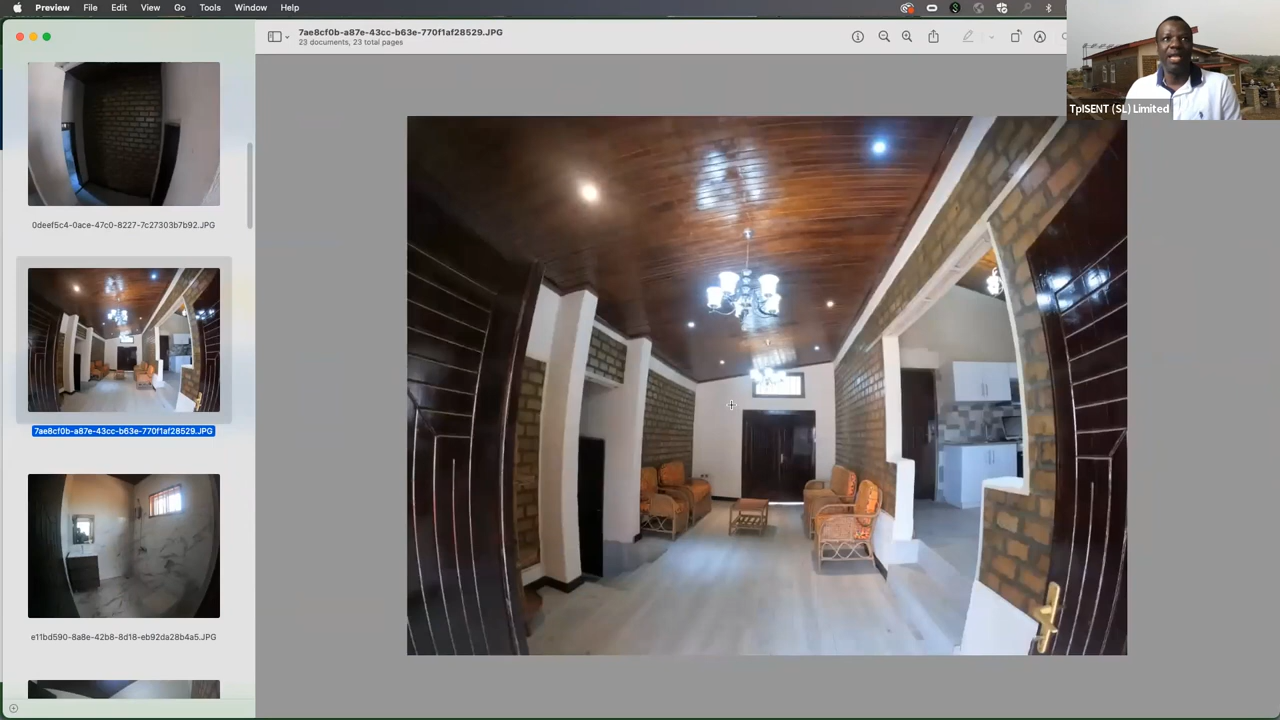 Preview File Edit View Go Tools Window Help
7ae8cf0b-a87e-43cc-b63e-770f1af28529.JPG
23 documents, 23 total pages
TpISENT (SL) Limited
0deef5c4-0ace-47c0-8227-7c27303b7b92.JPG
7ae8cf0b-a87e-43cc-b63e-770f1af28529.JPG
e11bd590-8a8e-42b8-8d18-eb92da28b4a5.JPG